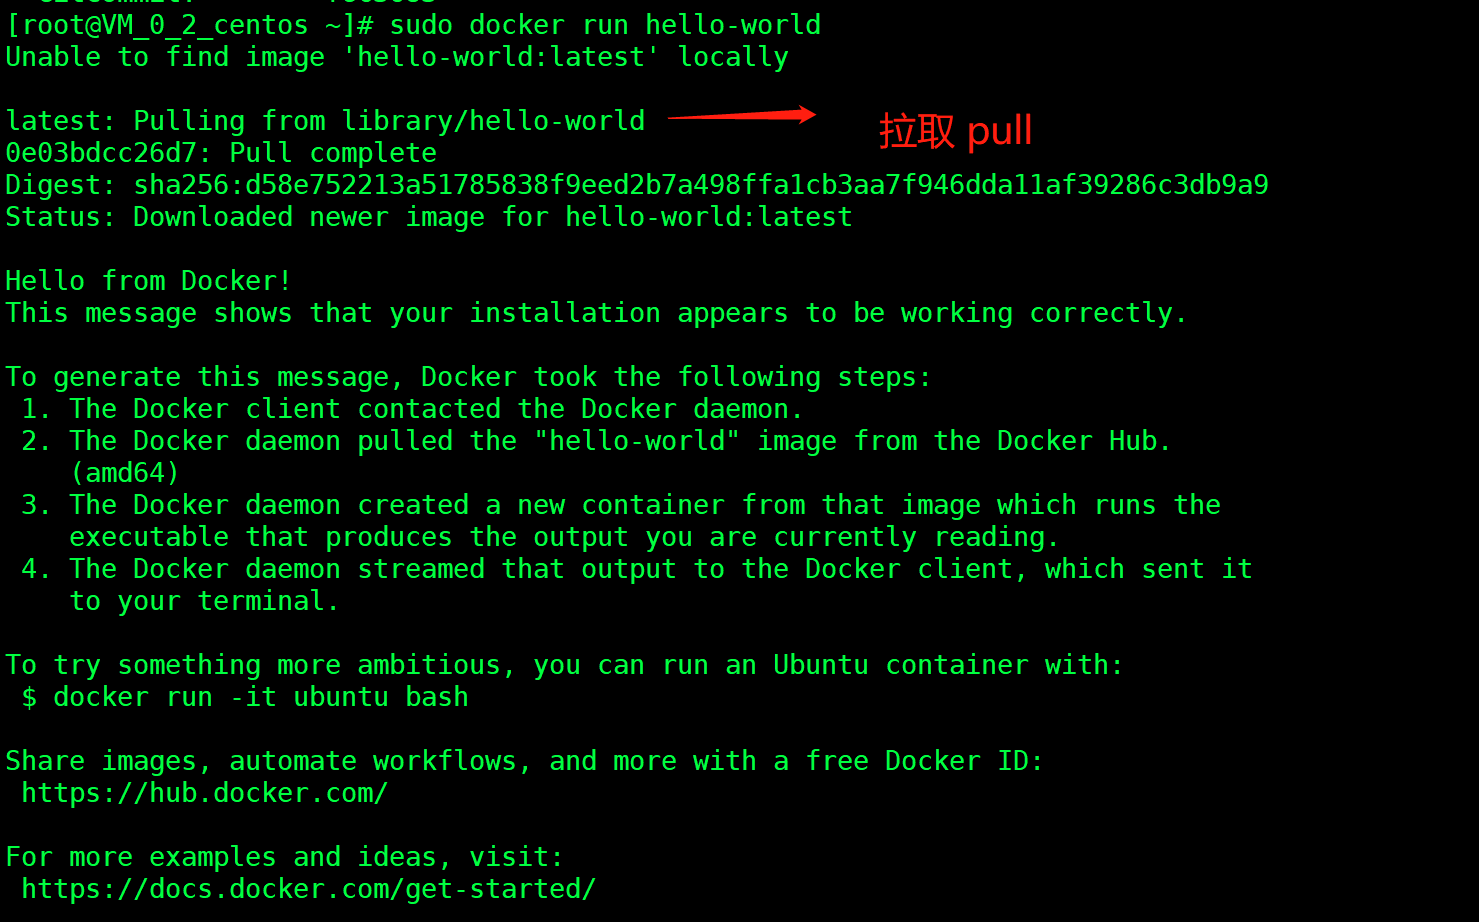 [root@VM_0_2_centos ~]# sudo docker run hello-world
Unable to find image 'hello-world:latest' locally
latest: Pulling from library/hello-world
拉取 pull
0e03bdcc26d7: Pull complete
Digest: sha256:d58e752213a51785838f9eed2b7a498ffa1cb3aa7f946dda11af39286c3db9a9
Status: Downloaded newer image for hello-world:latest
Hello from Docker!
This message shows that your installation appears to be working correctly.
To generate this message, Docker took the following steps:
1. The Docker client contacted the Docker daemon.
2. The Docker daemon pulled the "hello-world" image from the Docker Hub.
(amd64)
3. The Docker daemon created a new container from that image which runs the
executable that produces the output you are currently reading.
4. The Docker daemon streamed that output to the Docker client, which sent it
to your terminal.
To try something more ambitious, you can run an Ubuntu container with:
$ docker run -it ubuntu bash
Share images, automate workflows, and more with a free Docker ID:
https://hub.docker.com/
For more examples and ideas, visit:
https://docs.docker.com/get-started/